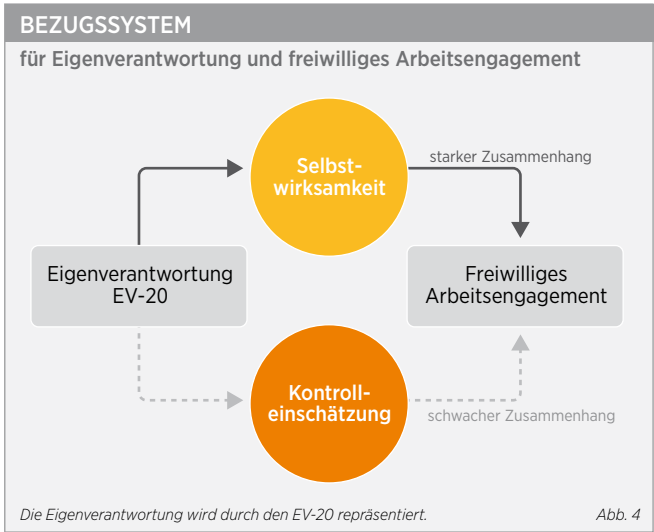 BEZUGSSYSTEM
für Eigenverantwortung und freiwilliges Arbeitsengagement
Selbst-
wirksamkeit
starker Zusammenhang
Eigenverantwortung
EV-20
Freiwilliges
Arbeitsengagement
Kontroll-
einschätzung
schwacher Zusammenhang
Die Eigenverantwortung wird durch den EV-20 repräsentiert.
Abb. 4